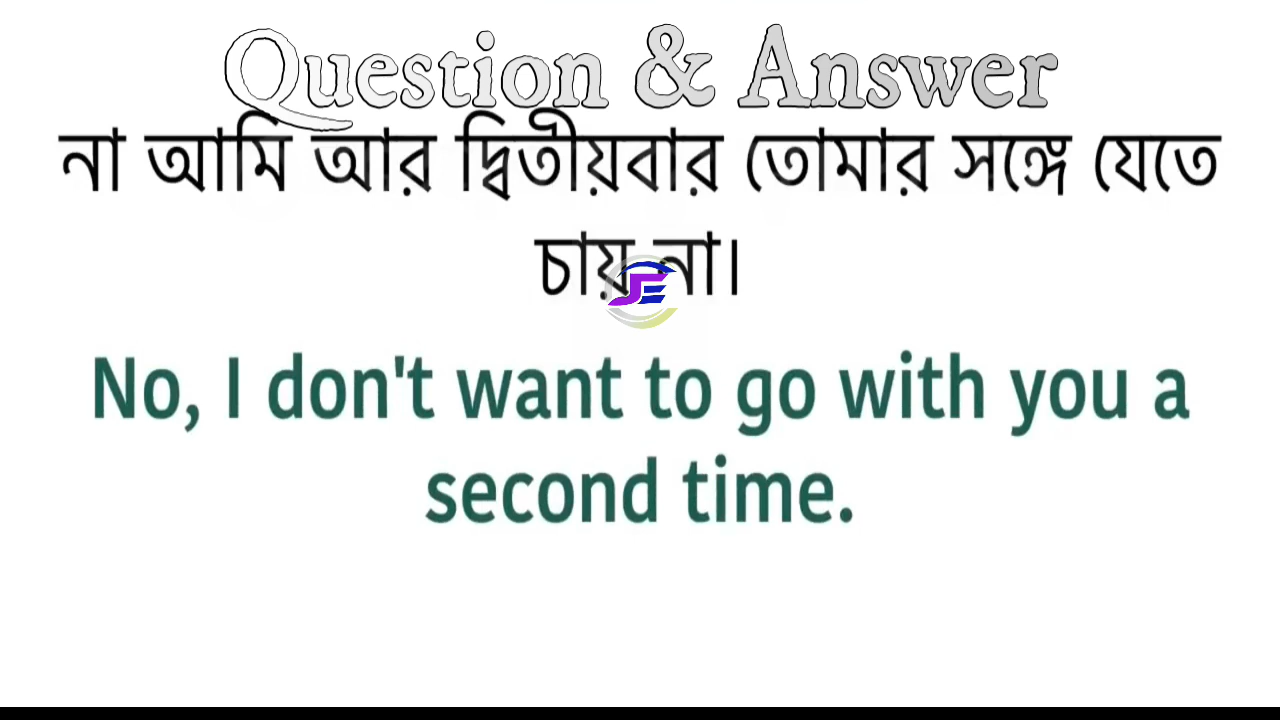 Question & Answer
না আমি আর দ্বিতীয়বার তোমার সঙ্গে যেতে
চায় না।
No, I don't want to go with you a
second time.